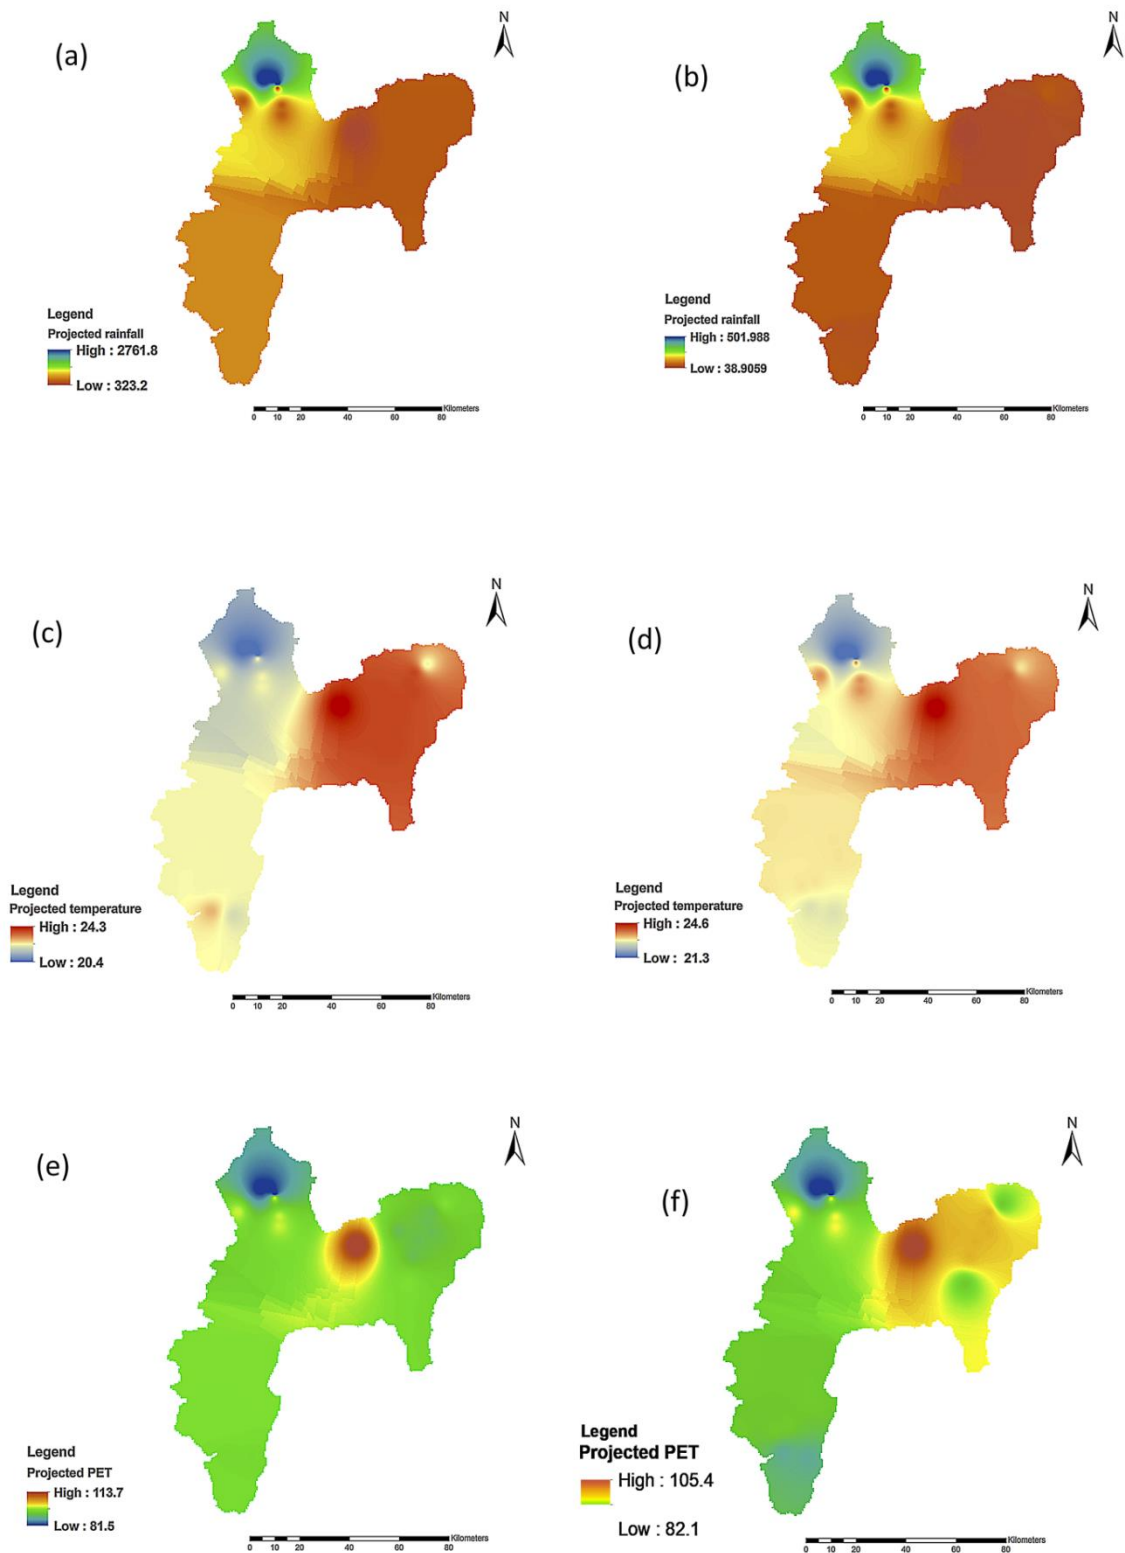 N
(a)
Legend
Projected rainfall
High : 2761.8
Low : 323.2
Kilometers
0 10 20 40 60 80
N
(b)
Legend
Projected rainfall
High : 501.988
Low : 38.9059
Kilometers
0 10 20 40 60 80
N
(c)
Legend
Projected temperature
High : 24.3
Low : 20.4
Kilometers
0 10 20 40 60 80
N
(d)
Legend
Projected temperature
High : 24.6
Low : 21.3
Kilometers
0 10 20 40 60 80
N
(e)
Legend
Projected PET
High : 113.7
Low : 81.5
Kilometers
0 10 20 40 60 80
N
(f)
Legend
Projected PET
High : 105.4
Low : 82.1
Kilometers
0 10 20 40 60 80